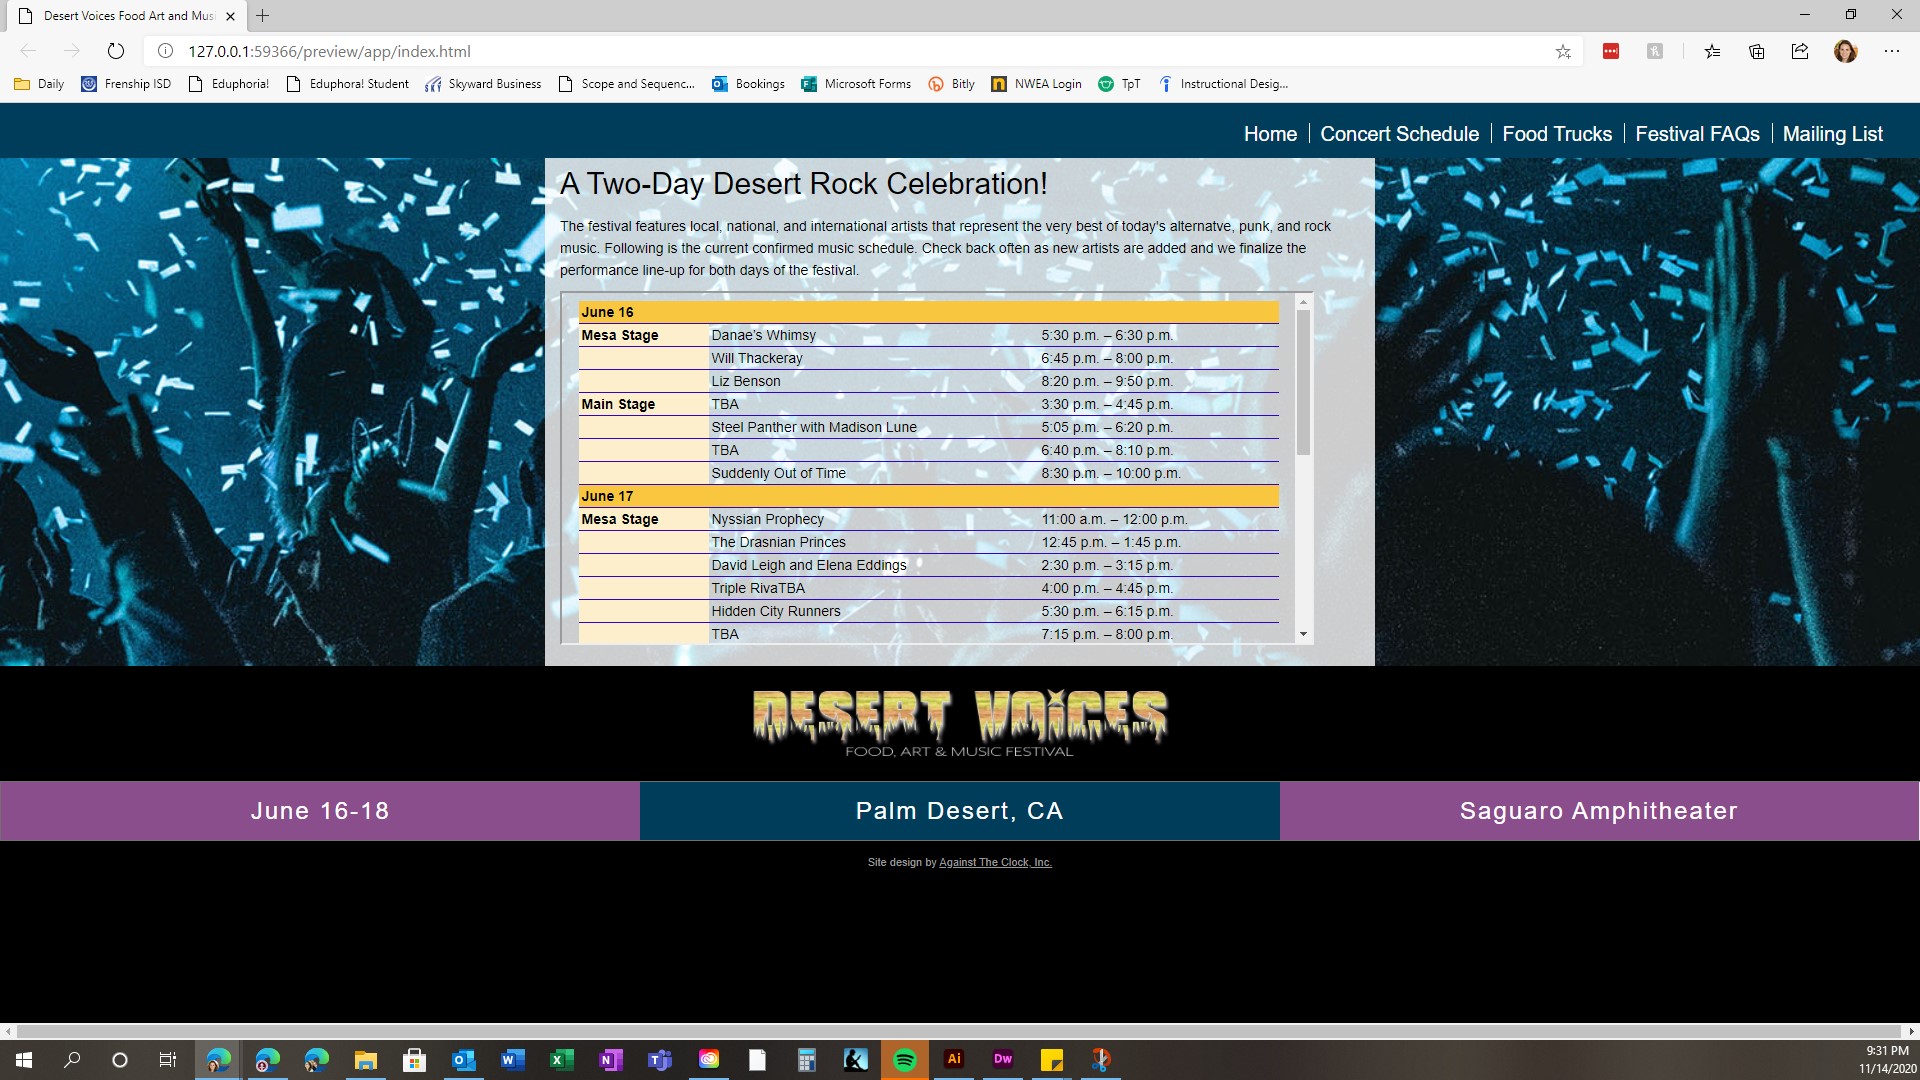 Desert Voices Food Art and Musi
127.0.0.1:59366/preview/app/index.html
Daily Frenship ISD Eduphoria! Eduphora! Student Skyward Business Scope and Sequenc... Bookings Microsoft Forms Bitly NWEA Login TpT Instructional Desig...
Home Concert Schedule Food Trucks Festival FAQs Mailing List
A Two-Day Desert Rock Celebration!
The festival features local, national, and international artists that represent the very best of today's alternatve, punk, and rock
music. Following is the current confirmed music schedule. Check back often as new artists are added and we finalize the
performance line-up for both days of the festival.
June 16
Mesa Stage Danae's Whimsy 5:30 p.m. – 6:30 p.m.
Will Thackeray 6:45 p.m. – 8:00 p.m.
Liz Benson 8:20 p.m. – 9:50 p.m.
Main Stage TBA 3:30 p.m. – 4:45 p.m.
Steel Panther with Madison Lune 5:05 p.m. – 6:20 p.m.
TBA 6:40 p.m. – 8:10 p.m.
Suddenly Out of Time 8:30 p.m. – 10:00 p.m.
June 17
Mesa Stage Nyssian Prophecy 11:00 a.m. – 12:00 p.m.
The Drasnian Princes 12:45 p.m. – 1:45 p.m.
David Leigh and Elena Eddings 2:30 p.m. – 3:15 p.m.
Triple RivaTBA 4:00 p.m. – 4:45 p.m.
Hidden City Runners 5:30 p.m. – 6:15 p.m.
TBA 7:15 p.m. – 8:00 p.m.
DESERT VOICES
FOOD, ART & MUSIC FESTIVAL
June 16-18 Palm Desert, CA Saguaro Amphitheater
Site design by Against The Clock, Inc.
Ai Dw
9:31 PM
11/14/2020